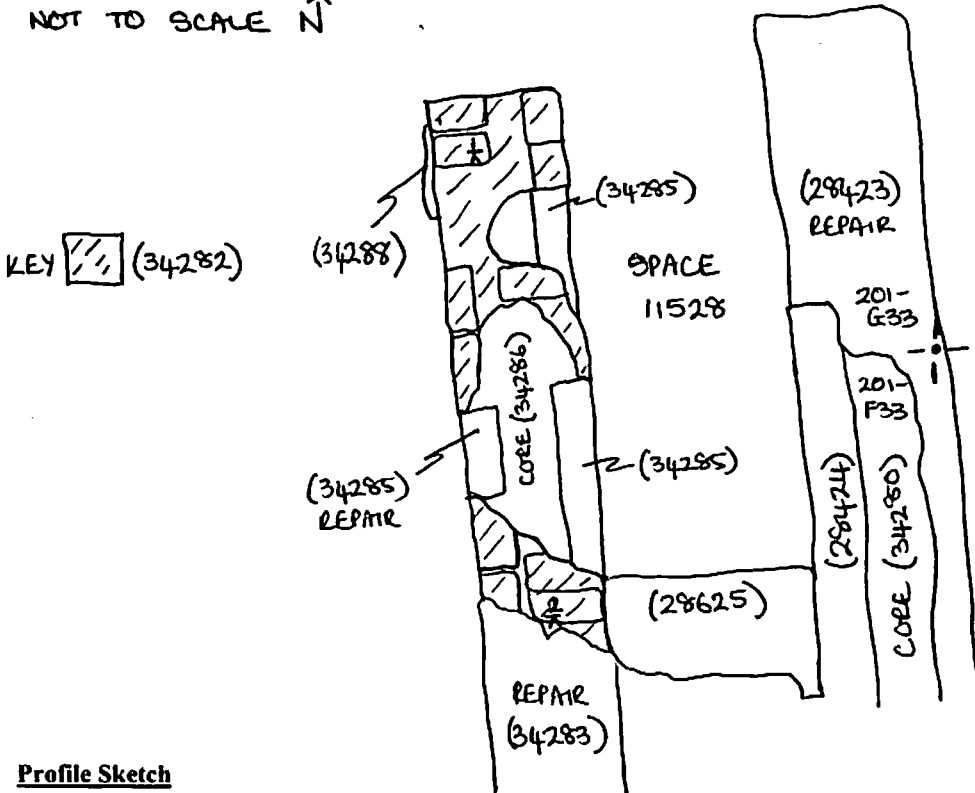 NOT TO SCALE N
KEY (34282)
(34288)
(34285)
SPACE
11528
(28423)
REPAIR
201-
G33
201-
F33
CORE (34286)
(34285)
REPAIR
(34285)
(28424)
CORE (34280)
(28625)
REPAIR
(34283)
Profile Sketch